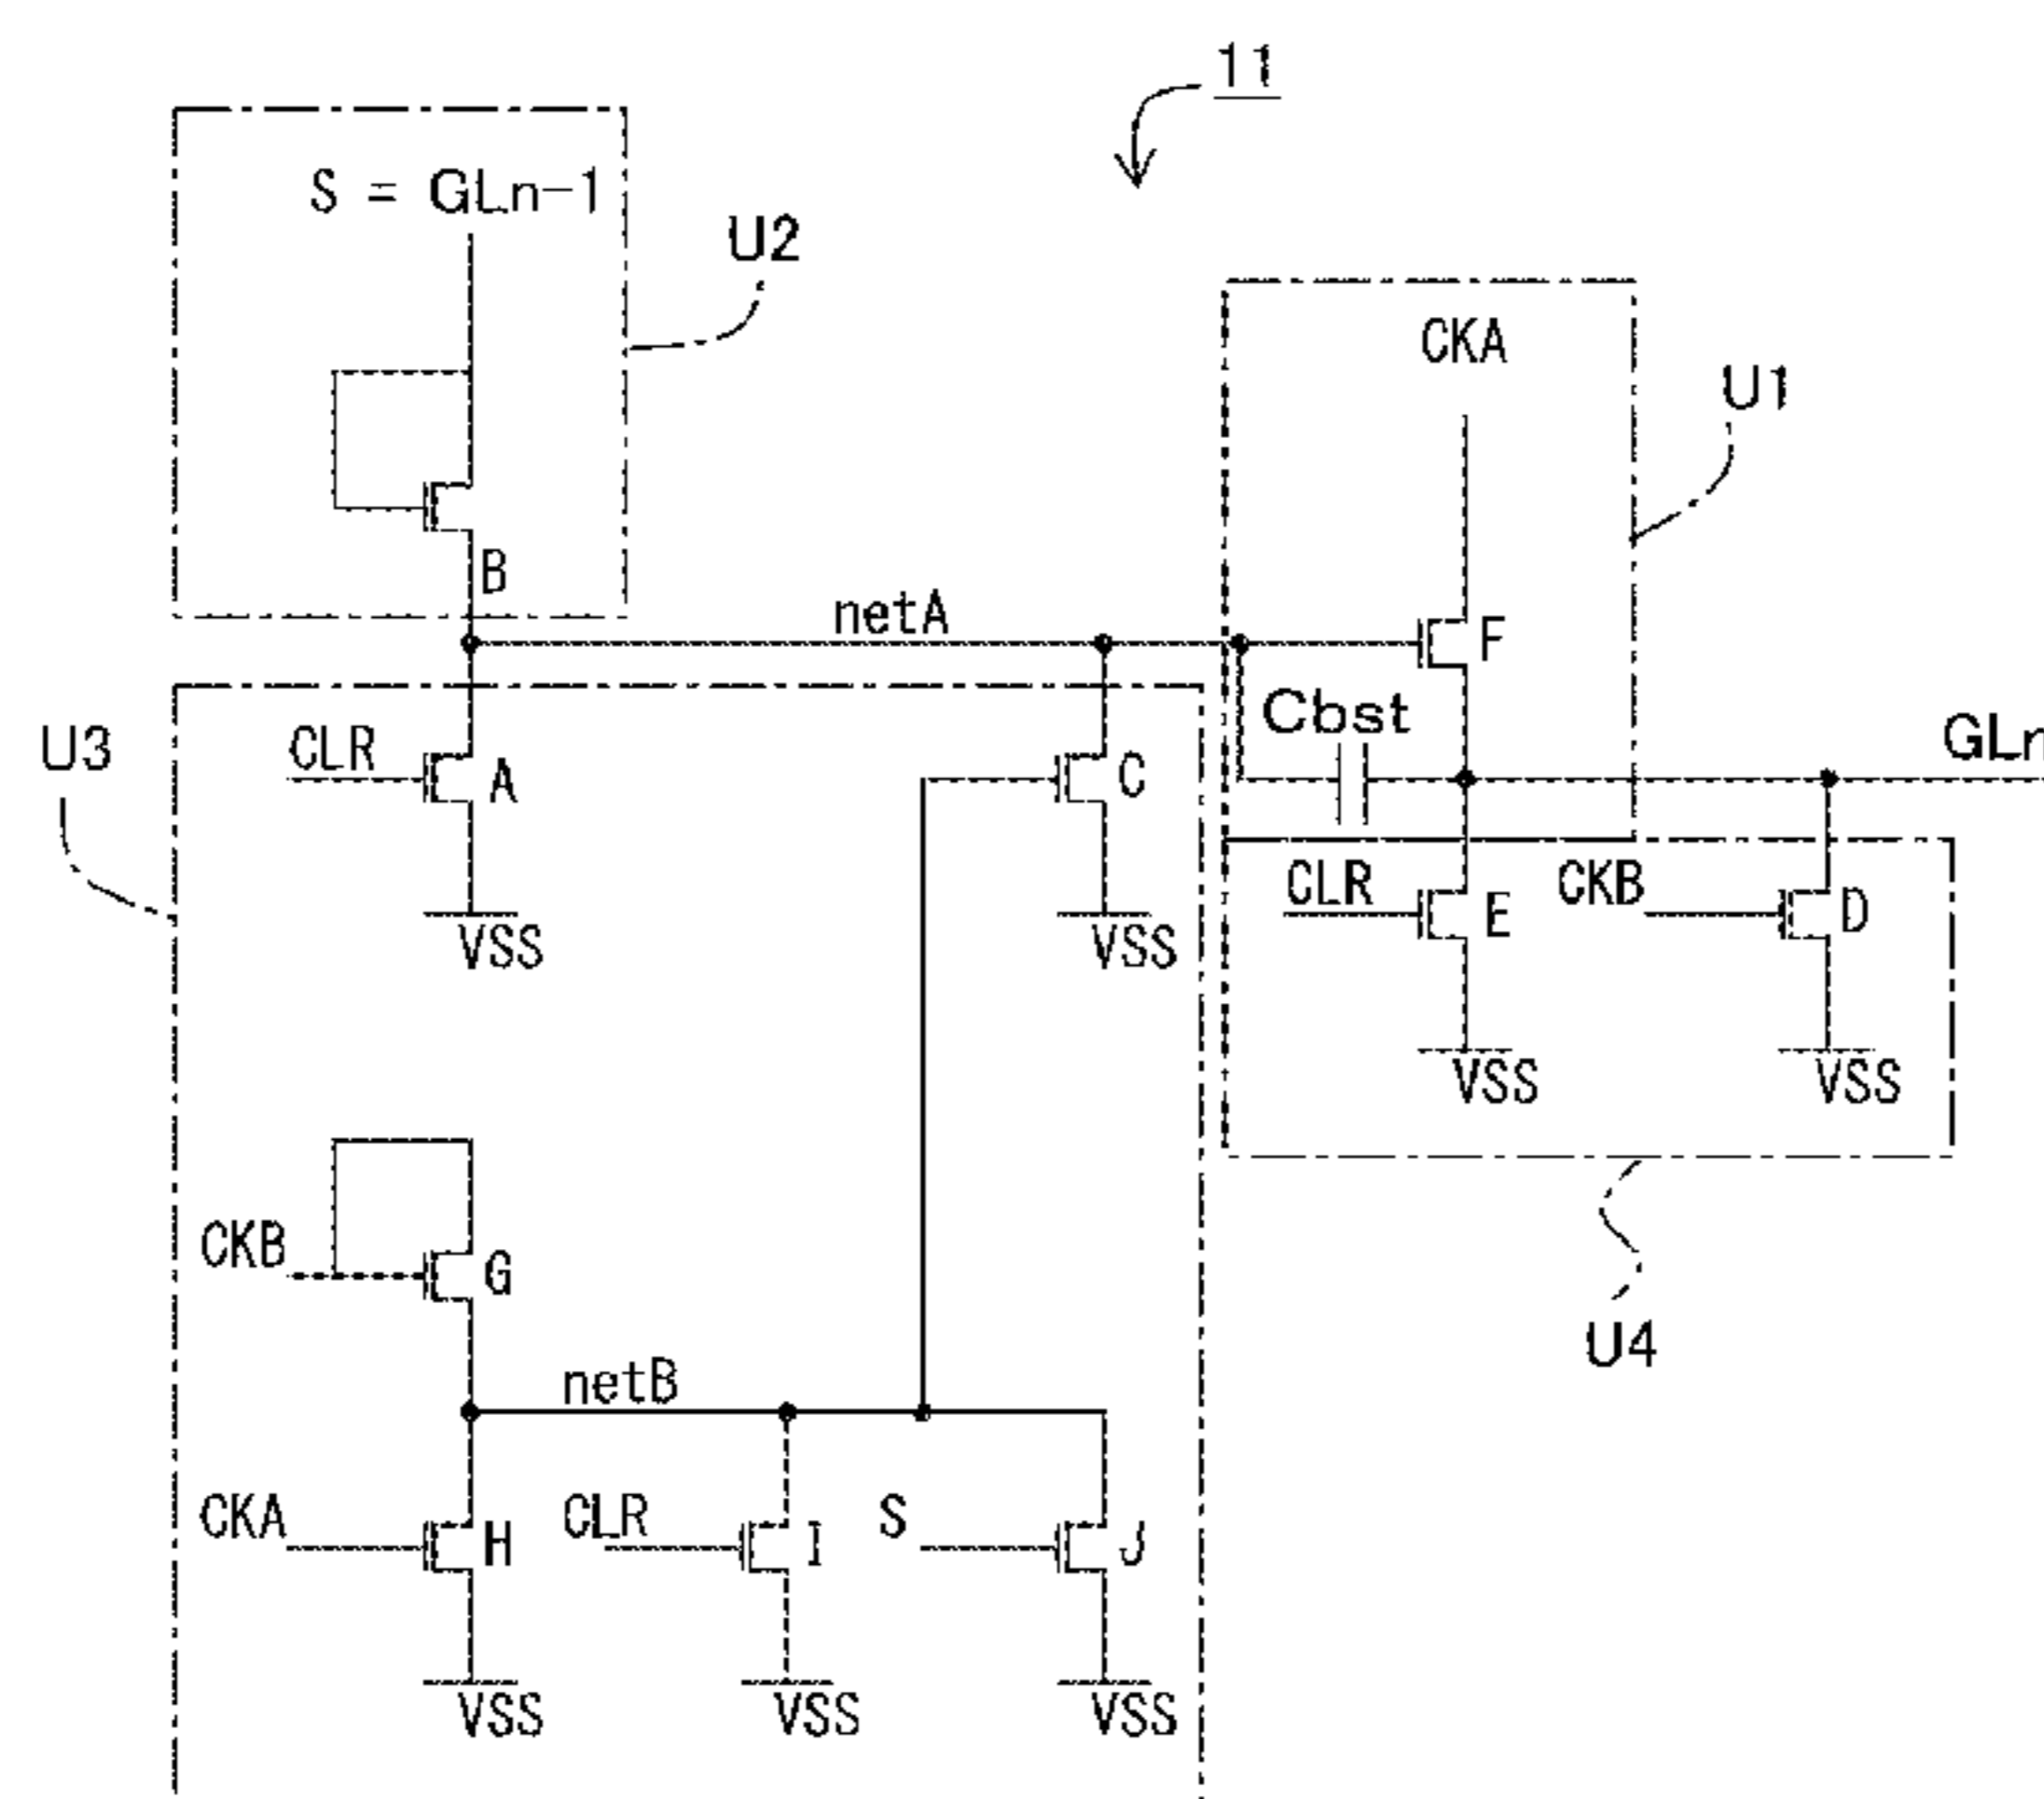 11
S = GLn-1
U2
CKA
U1
B
netA
F
Cbst
GLn
U3
CLR
A
C
CLR
E
CKB
D
VSS
VSS
VSS
VSS
CKB
G
U4
netB
CKA
H
CLR
I
S
J
VSS
VSS
VSS